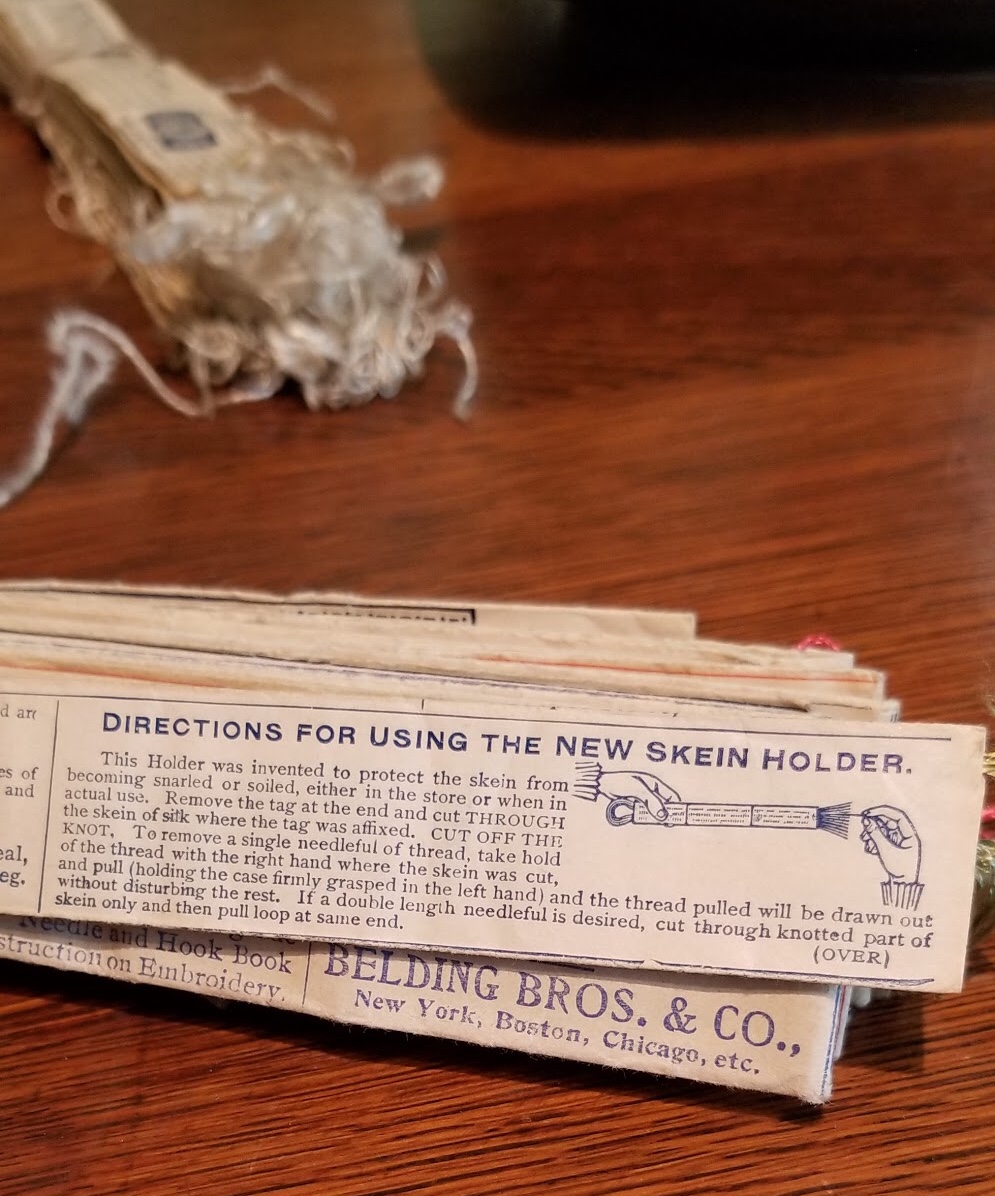 DIRECTIONS FOR USING THE NEW SKEIN HOLDER.
This Holder was invented to protect the skein from
becoming snarled or soiled, either in the store or when in
actual use. Remove the tag at the end and cut THROUGH
the skein of silk where the tag was affixed. CUT OFF THE
KNOT. To remove a single needleful of thread, take hold
of the thread with the right hand where the skein was cut,
and pull (holding the case firmly grasped in the left hand) and the thread pulled will be drawn out
without disturbing the rest. If a double length needleful is desired, cut through knotted part of
skein only and then pull loop at same end.
(OVER)
d are
es of
and
eal,
eg.
Needle and Hook Book
struction on Embroidery.
BELDING BROS. & CO.,
New York, Boston, Chicago, etc.